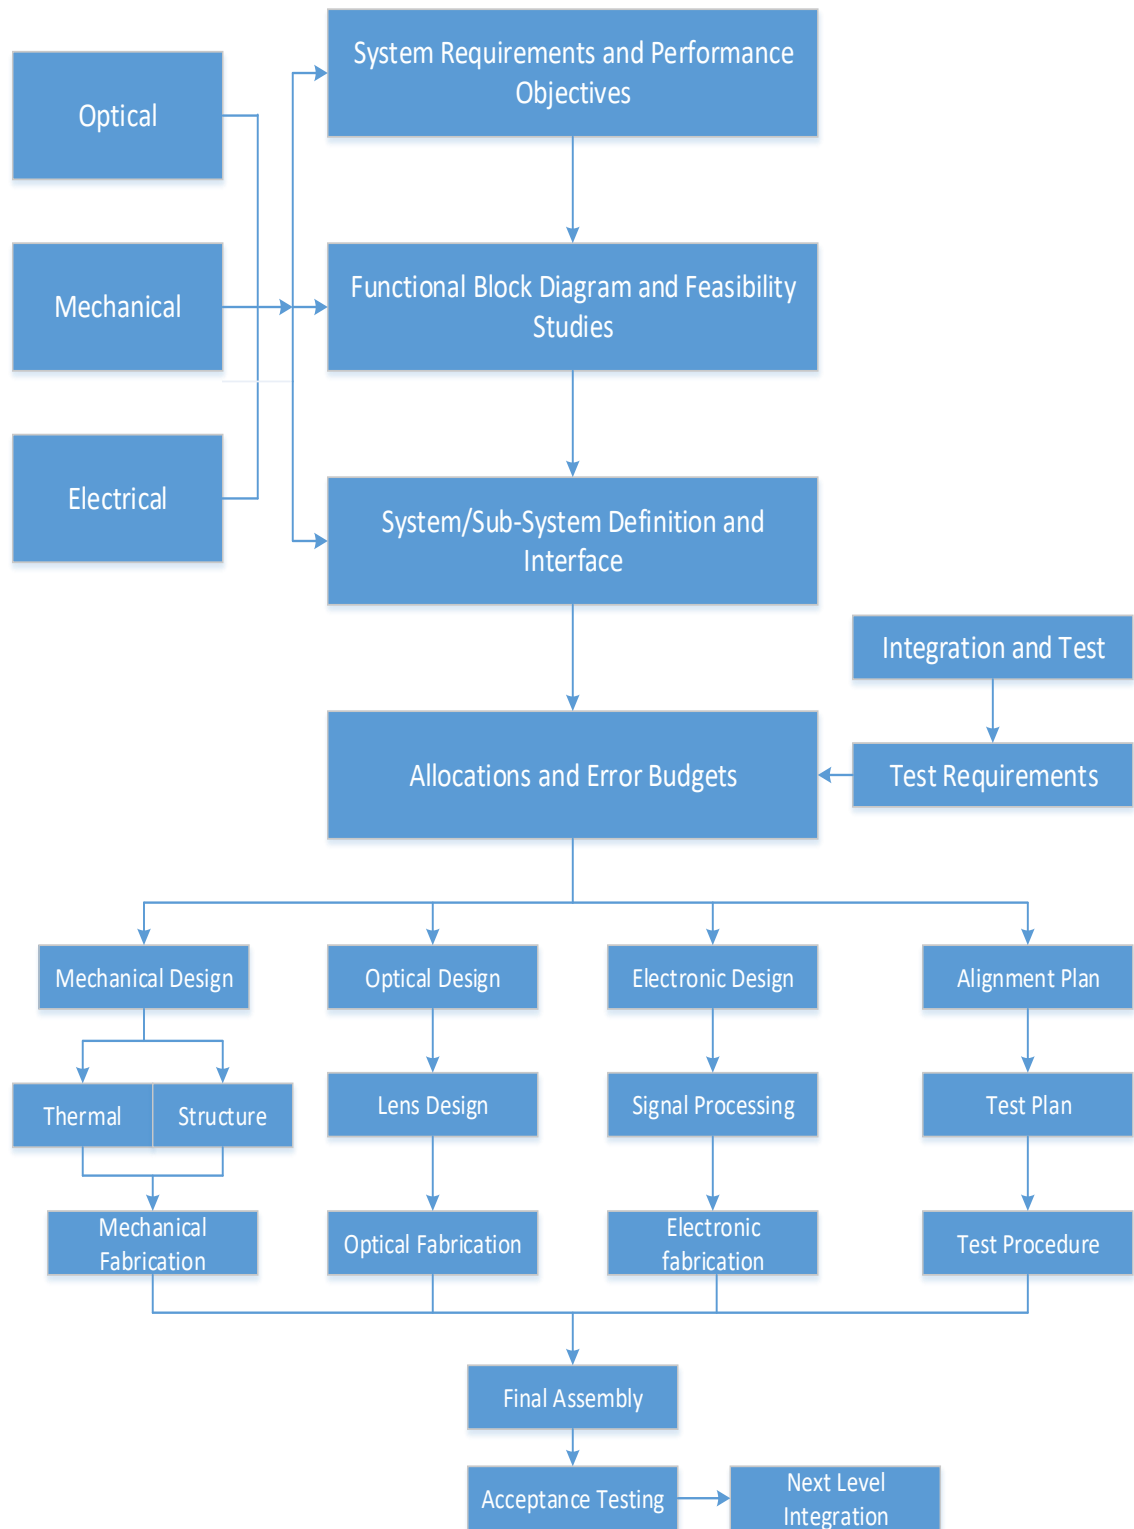 System Requirements and Performance
Objectives
Optical
Mechanical
Functional Block Diagram and Feasibility
Studies
Electrical
System/Sub-System Definition and
Interface
Integration and Test
Allocations and Error Budgets
Test Requirements
Mechanical Design
Optical Design
Electronic Design
Alignment Plan
Thermal
Structure
Lens Design
Signal Processing
Test Plan
Mechanical
Fabrication
Optical Fabrication
Electronic
fabrication
Test Procedure
Final Assembly
Acceptance Testing
Next Level
Integration